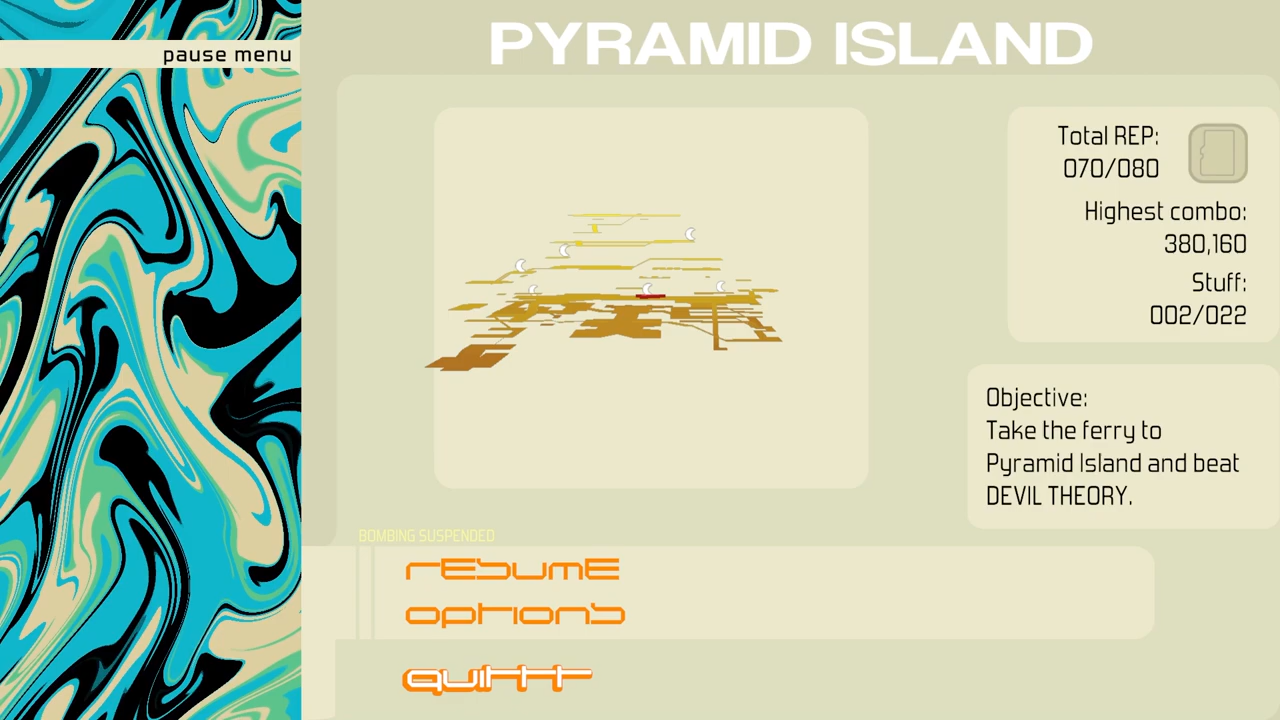 pause menu
PYRAMID ISLAND
Total REP:
070/080
Highest combo:
380,160
Stuff:
002/022
Objective:
Take the ferry to
Pyramid Island and beat
DEVIL THEORY.
BOMBING SUSPENDED
resume
options
quittt